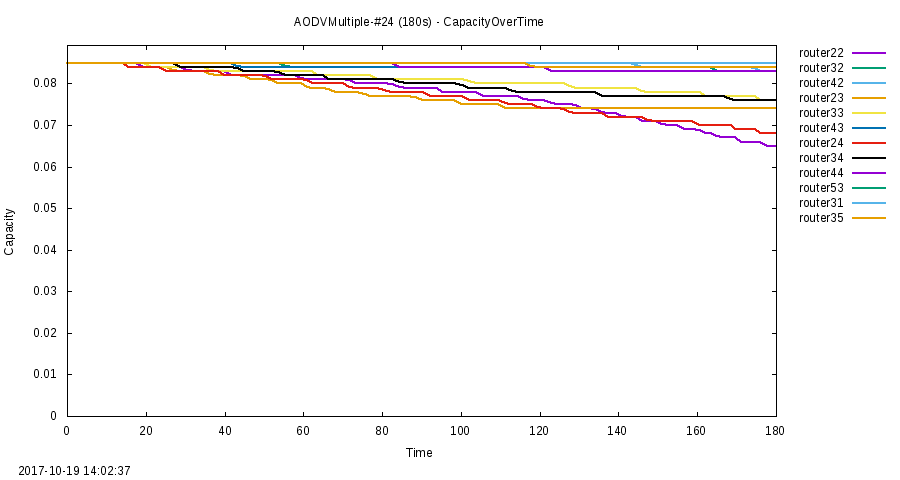 AODVMultiple-#24 (180s) - CapacityOverTime
router22
router32
router42
router23
router33
router43
router24
router34
router44
router53
router31
router35
Capacity
0.08
0.07
0.06
0.05
0.04
0.03
0.02
0.01
0
0 20 40 60 80 100 120 140 160 180
Time
2017-10-19 14:02:37